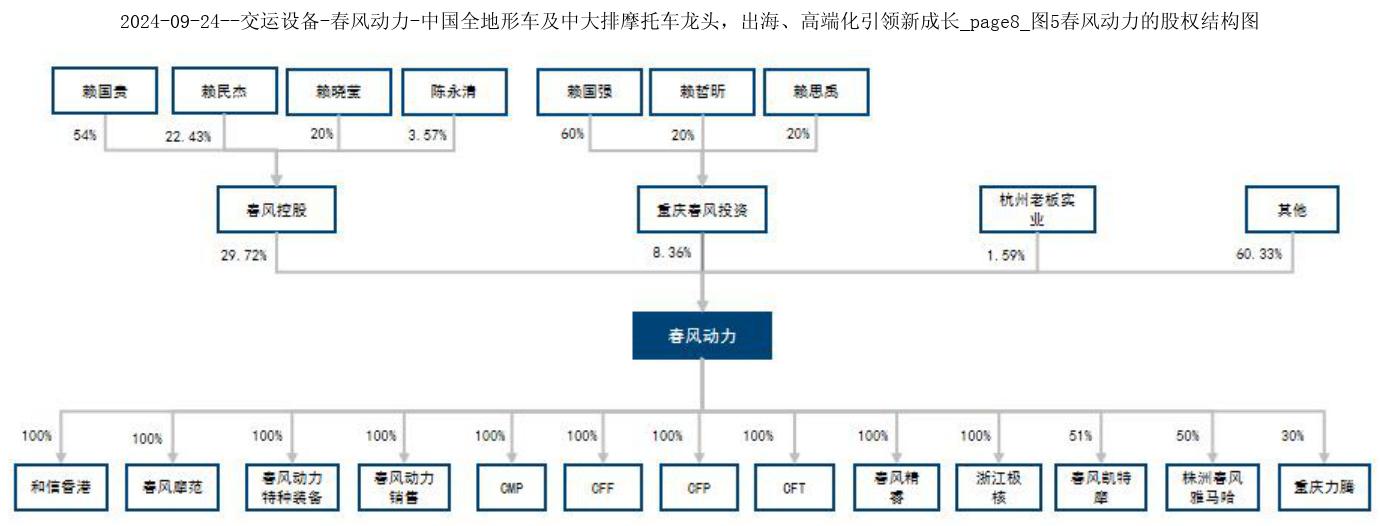 2024-09-24--交运设备-春风动力-中国全地形车及中大排摩托车龙头，出海、高端化引领新成长_page8_图5春风动力的股权结构图
赖国贵
赖民杰
赖晓莹
陈永清
赖国强
赖哲昕
赖思禹
54%
22.43%
20%
3.57%
60%
20%
20%
春风控股
重庆春风投资
杭州老板实
业
其他
29.72%
8.36%
1.59%
60.33%
春风动力
100%
100%
100%
100%
100%
100%
100%
100%
100%
100%
51%
50%
30%
和信香港
春风摩范
春风动力
特种装备
春风动力
销售
CMP
CFF
CFP
CFT
春风精
睿
浙江极
核
春风凯特
摩
株洲春风
雅马哈
重庆力腾